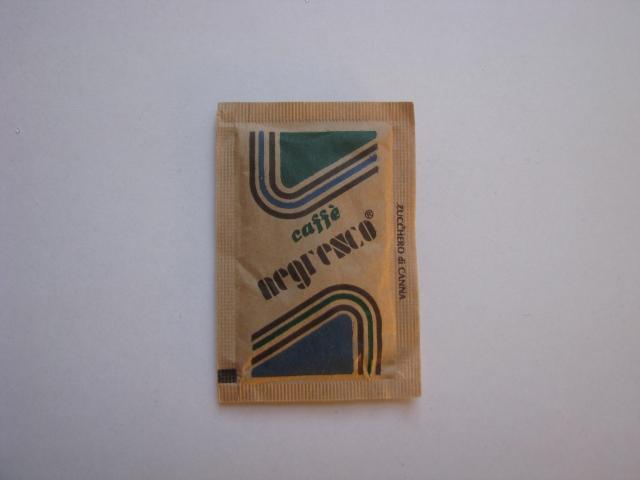 caffè
negresco®
ZUCCHERO di CANNA